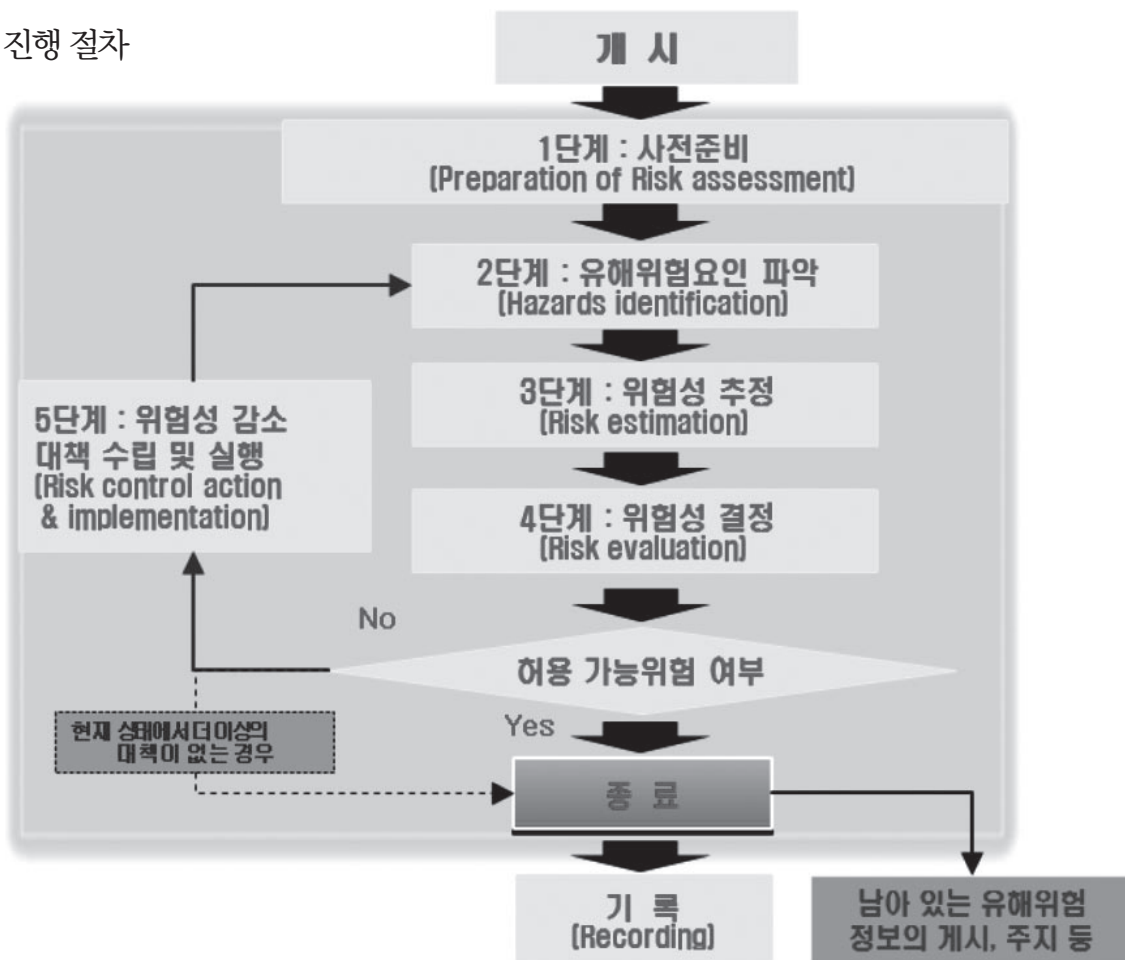 진행 절차
개 시
1단계 : 사전준비
(Preparation of Risk assessment)
2단계 : 유해위험요인 파악
(Hazards identification)
3단계 : 위험성 추정
(Risk estimation)
5단계 : 위험성 감소
대책 수립 및 실행
(Risk control action
& implementation)
4단계 : 위험성 결정
(Risk evaluation)
No
허용 가능위험 여부
Yes
현재 상태에서 더 이상의
대책이 없는 경우
종 료
기 록
(Recording)
남아 있는 유해위험
정보의 게시, 주지 등